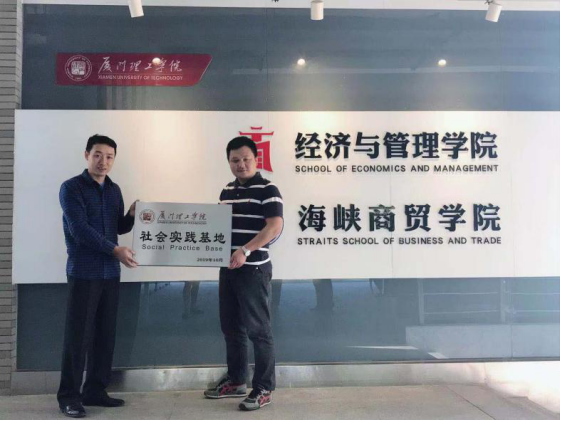 厦门理工学院
XIAMEN UNIVERSITY OF TECHNOLOGY
经济与管理学院
SCHOOL OF ECONOMICS AND MANAGEMENT
海峡商贸学院
STRAITS SCHOOL OF BUSINESS AND TRADE
厦门理工学院
社会实践基地
Social Practice Base